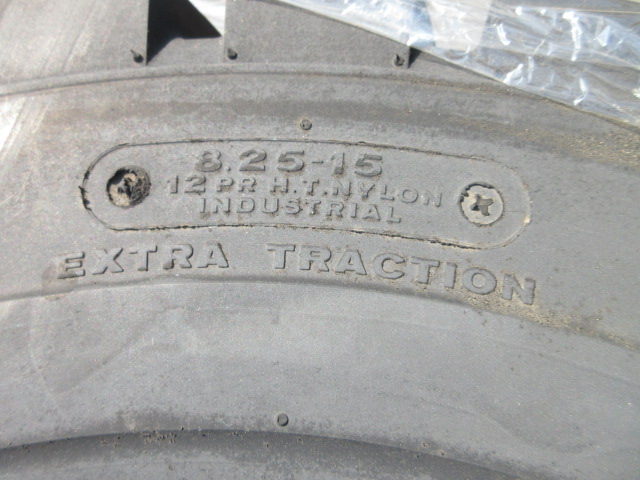 8.25-15
12 PR H.T. NYLON
INDUSTRIAL
EXTRA TRACTION